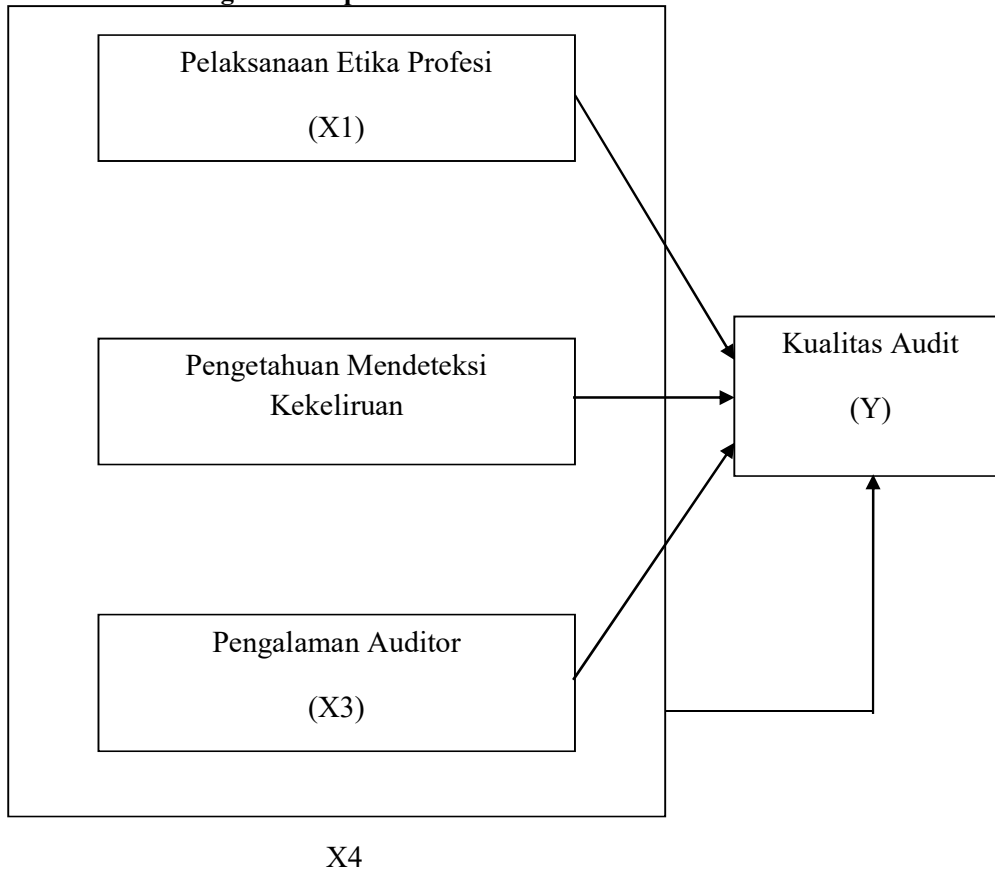 Pelaksanaan Etika Profesi
(X1)
Pengetahuan Mendeteksi
Kekeliruan
Kualitas Audit
(Y)
Pengalaman Auditor
(X3)
X4